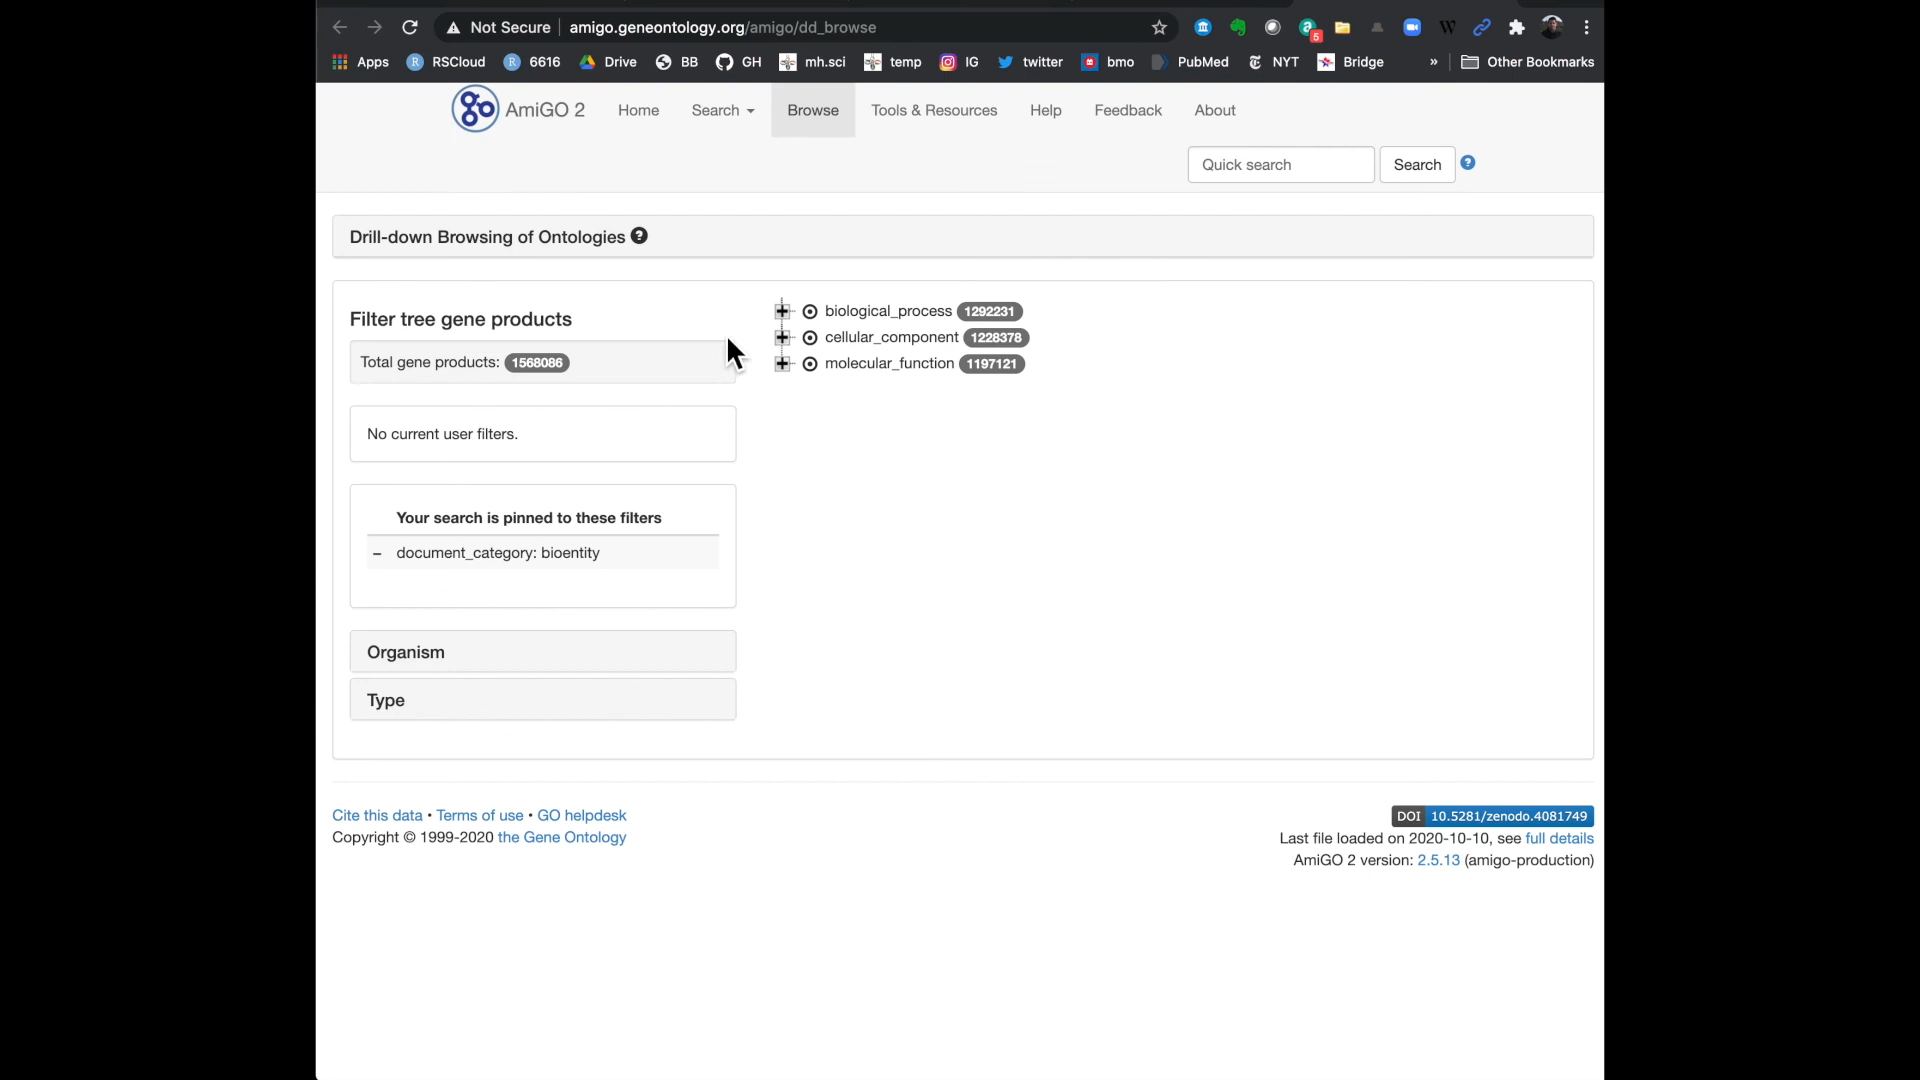 Not Secure amigo.geneontology.org/amigo/dd_browse
5
Apps RSCloud 6616 Drive BB GH mh.sci temp IG twitter bmo PubMed NYT Bridge » Other Bookmarks
go AmiGO 2 Home Search Browse Tools & Resources Help Feedback About
Quick search Search ?
Drill-down Browsing of Ontologies ?
Filter tree gene products
Total gene products: 1568086
No current user filters.
Your search is pinned to these filters
– document_category: bioentity
Organism
Type
biological_process 1292231
cellular_component 1228378
molecular_function 1197121
Cite this data • Terms of use • GO helpdesk
Copyright © 1999-2020 the Gene Ontology
DOI 10.5281/zenodo.4081749
Last file loaded on 2020-10-10, see full details
AmiGO 2 version: 2.5.13 (amigo-production)